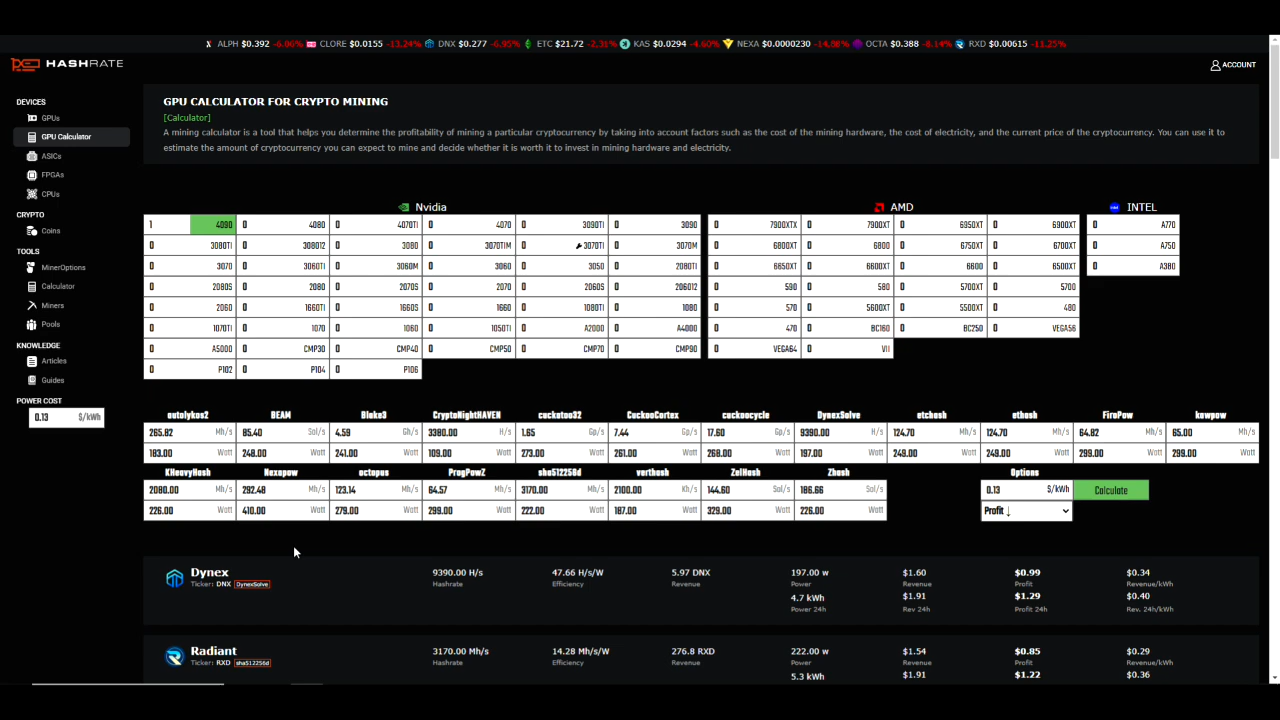 ALPH $0.392 -6.06% CLORE $0.0155 -13.24% DNX $0.277 -6.95% ETC $21.72 -2.31% KAS $0.0294 -4.60% NEXA $0.0000230 -14.88% OCTA $0.388 -8.14% RXD $0.00615 -11.25%
HASHRATE
ACCOUNT
DEVICES
GPUs
GPU Calculator
ASICs
FPGAs
CPUs
CRYPTO
Coins
TOOLS
MinerOptions
Calculator
Miners
Pools
KNOWLEDGE
Articles
Guides
POWER COST
0.13 $/kWh
GPU CALCULATOR FOR CRYPTO MINING
[Calculator]
A mining calculator is a tool that helps you determine the profitability of mining a particular cryptocurrency by taking into account factors such as the cost of the mining hardware, the cost of electricity, and the current price of the cryptocurrency. You can use it to
estimate the amount of cryptocurrency you can expect to mine and decide whether it is worth it to invest in mining hardware and electricity.
Nvidia AMD INTEL
1 4090 0 4080 0 4070TI 0 4070 0 3090TI 0 3090 0 7900XTX 0 7900XT 0 6950XT 0 6900XT 0 A770
0 3080TI 0 308012 0 3080 0 3070TIM 0 3070TI 0 3070M 0 6800XT 0 6800 0 6750XT 0 6700XT 0 A750
0 3070 0 3060TI 0 3060M 0 3060 0 3050 0 2080TI 0 6650XT 0 6600XT 0 6600 0 6500XT 0 A380
0 2080S 0 2080 0 2070S 0 2070 0 2060S 0 206012 0 590 0 580 0 5700XT 0 5700
0 2060 0 1660TI 0 1660S 0 1660 0 1080TI 0 1080 0 570 0 5600XT 0 5500XT 0 480
0 1070TI 0 1070 0 1060 0 1050TI 0 A2000 0 A4000 0 470 0 BC160 0 BC250 0 VEGA56
0 A5000 0 CMP30 0 CMP40 0 CMP50 0 CMP70 0 CMP90 0 VEGA64 0 VII
0 P102 0 P104 0 P106
autolykos2 BEAM Blake3 CryptoNightHAVEN cuckatoo32 CuckooCortex cuckoocycle DynexSolve etchash ethash FiroPow kawpow
265.82 Mh/s 85.40 Sol/s 4.59 Gh/s 3380.00 H/s 1.65 Gp/s 7.44 Gp/s 17.60 Gp/s 9390.00 H/s 124.70 Mh/s 124.70 Mh/s 64.82 Mh/s 65.00 Mh/s
183.00 Watt 248.00 Watt 241.00 Watt 109.00 Watt 273.00 Watt 261.00 Watt 268.00 Watt 197.00 Watt 249.00 Watt 249.00 Watt 299.00 Watt 299.00 Watt
KHeavyHash Nexapow octopus ProgPowZ sha512256d verthash ZelHash Zhash Options
2080.00 Mh/s 292.48 Mh/s 123.14 Mh/s 64.57 Mh/s 3170.00 Mh/s 2100.00 Kh/s 144.60 Sol/s 186.66 Sol/s 0.13 $/kWh Calculate
226.00 Watt 410.00 Watt 279.00 Watt 299.00 Watt 222.00 Watt 187.00 Watt 329.00 Watt 226.00 Watt Profit ↓
Dynex 9390.00 H/s 47.66 H/s/W 5.97 DNX 197.00 w $1.60 $0.99 $0.34
Ticker: DNX DynexSolve Hashrate Efficiency Revenue Power Revenue Profit Revenue/kWh
4.7 kWh $1.91 $1.29 $0.40
Power 24h Rev 24h Profit 24h Rev. 24h/kWh
Radiant 3170.00 Mh/s 14.28 Mh/s/W 276.8 RXD 222.00 w $1.54 $0.85 $0.29
Ticker: RXD sha512256d Hashrate Efficiency Revenue Power Revenue Profit Revenue/kWh
5.3 kWh $1.91 $1.22 $0.36